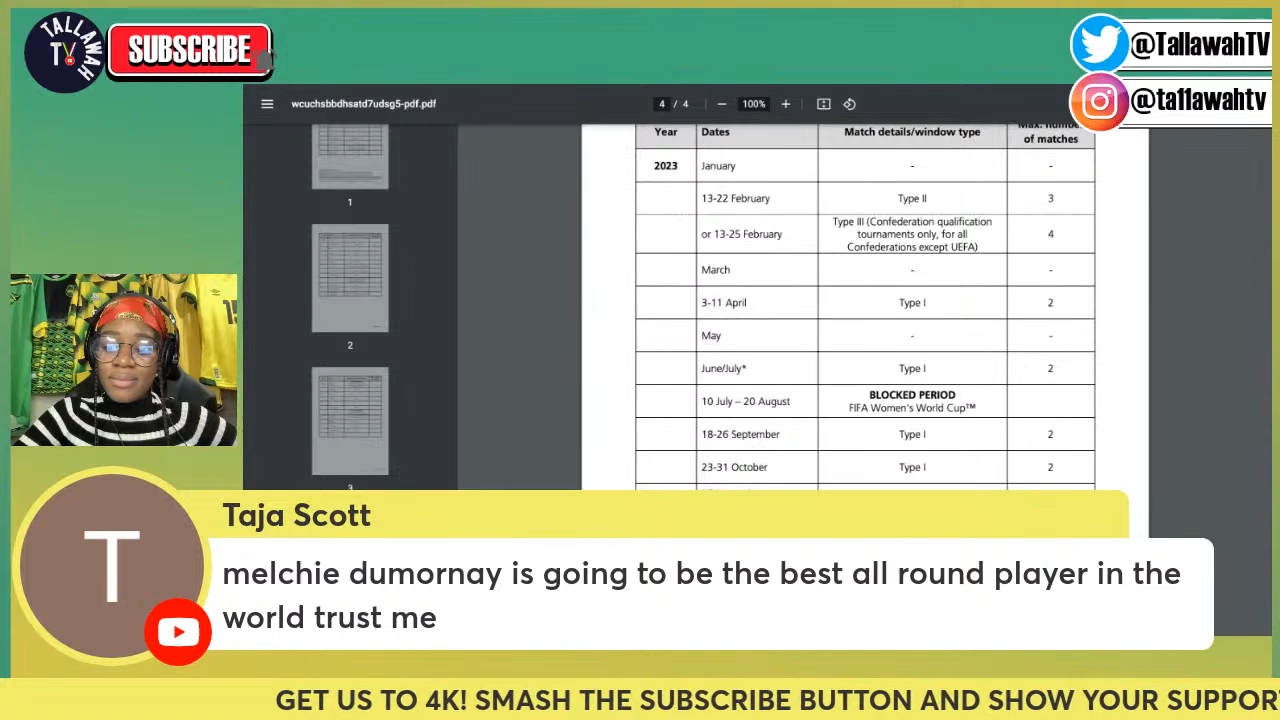 TALLAWAH
TV
SUBSCRIBE
@TallawahTV
@ta11awahtv
wcuchsbbdhsatd7udsg5-pdf.pdf
4 / 4
100%
Year Dates Match details/window type Max. number of matches
2023 January - -
13-22 February Type II 3
or 13-25 February Type III (Confederation qualification tournaments only, for all Confederations except UEFA) 4
March - -
3-11 April Type I 2
May - -
June/July* Type I 2
10 July – 20 August BLOCKED PERIOD FIFA Women's World Cup™
18-26 September Type I 2
23-31 October Type I 2
1
2
3
15
T
Taja Scott
melchie dumornay is going to be the best all round player in the
world trust me
GET US TO 4K! SMASH THE SUBSCRIBE BUTTON AND SHOW YOUR SUPPOR